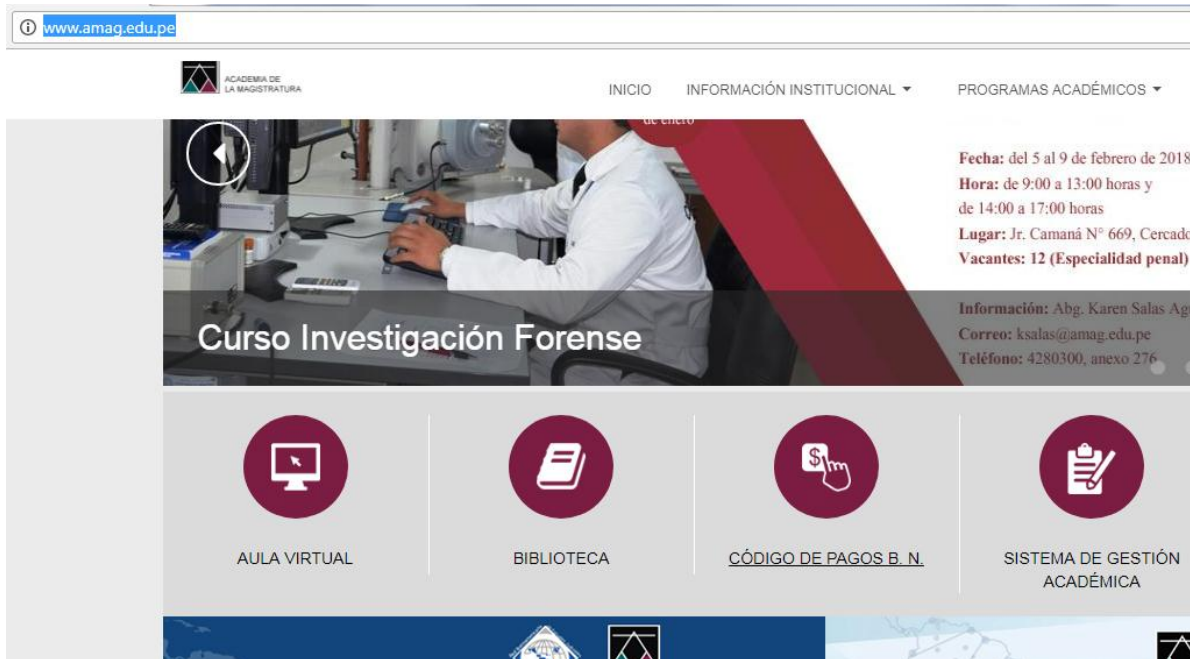 www.amag.edu.pe
ACADEMIA DE
LA MAGISTRATURA
INICIO
INFORMACIÓN INSTITUCIONAL
PROGRAMAS ACADÉMICOS
de enero
Fecha: del 5 al 9 de febrero de 2018
Hora: de 9:00 a 13:00 horas y
de 14:00 a 17:00 horas
Lugar: Jr. Camaná N° 669, Cercado
Vacantes: 12 (Especialidad penal)
Información: Abg. Karen Salas
Correo: ksalas@amag.edu.pe
Teléfono: 4280300, anexo 276
Curso Investigación Forense
AULA VIRTUAL
BIBLIOTECA
CÓDIGO DE PAGOS B. N.
SISTEMA DE GESTIÓN
ACADÉMICA